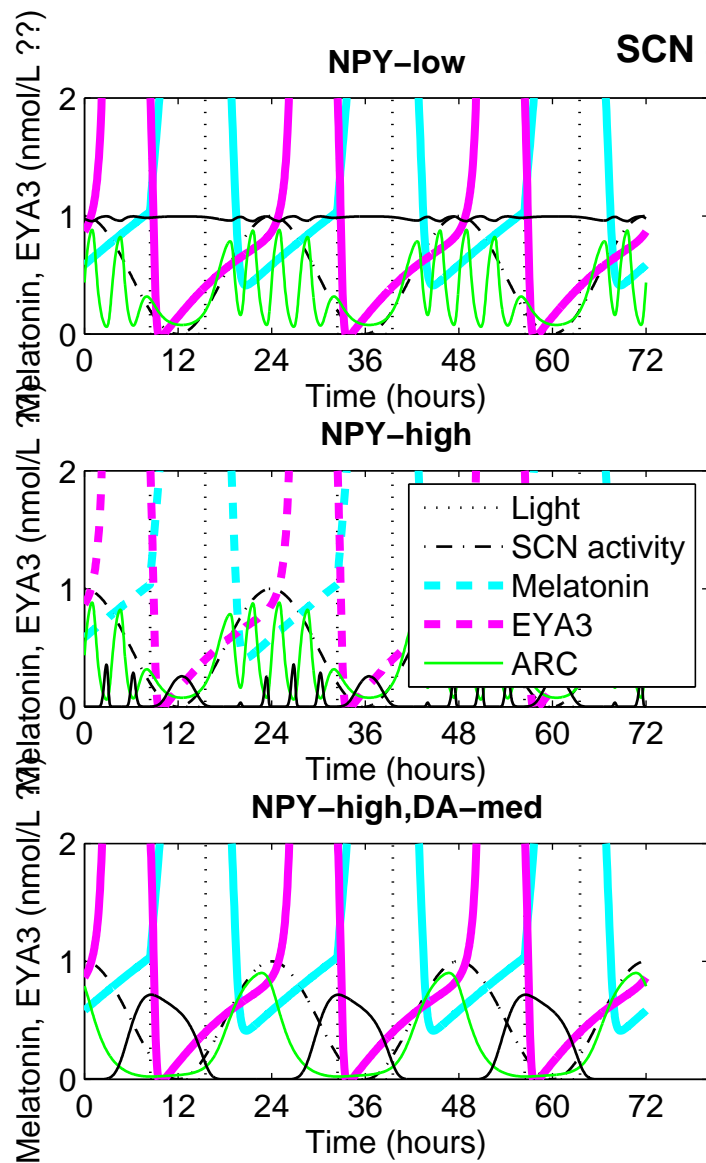 SCN
NPY−low
Melatonin, EYA3 (nmol/L ??)
2
1
0
0 12 24 36 48 60 72
Time (hours)
NPY−high
Melatonin, EYA3 (nmol/L ??)
2
1
0
Light
SCN activity
Melatonin
EYA3
ARC
0 12 24 36 48 60 72
Time (hours)
NPY−high,DA−med
Melatonin, EYA3 (nmol/L ??)
2
1
0
0 12 24 36 48 60 72
Time (hours)